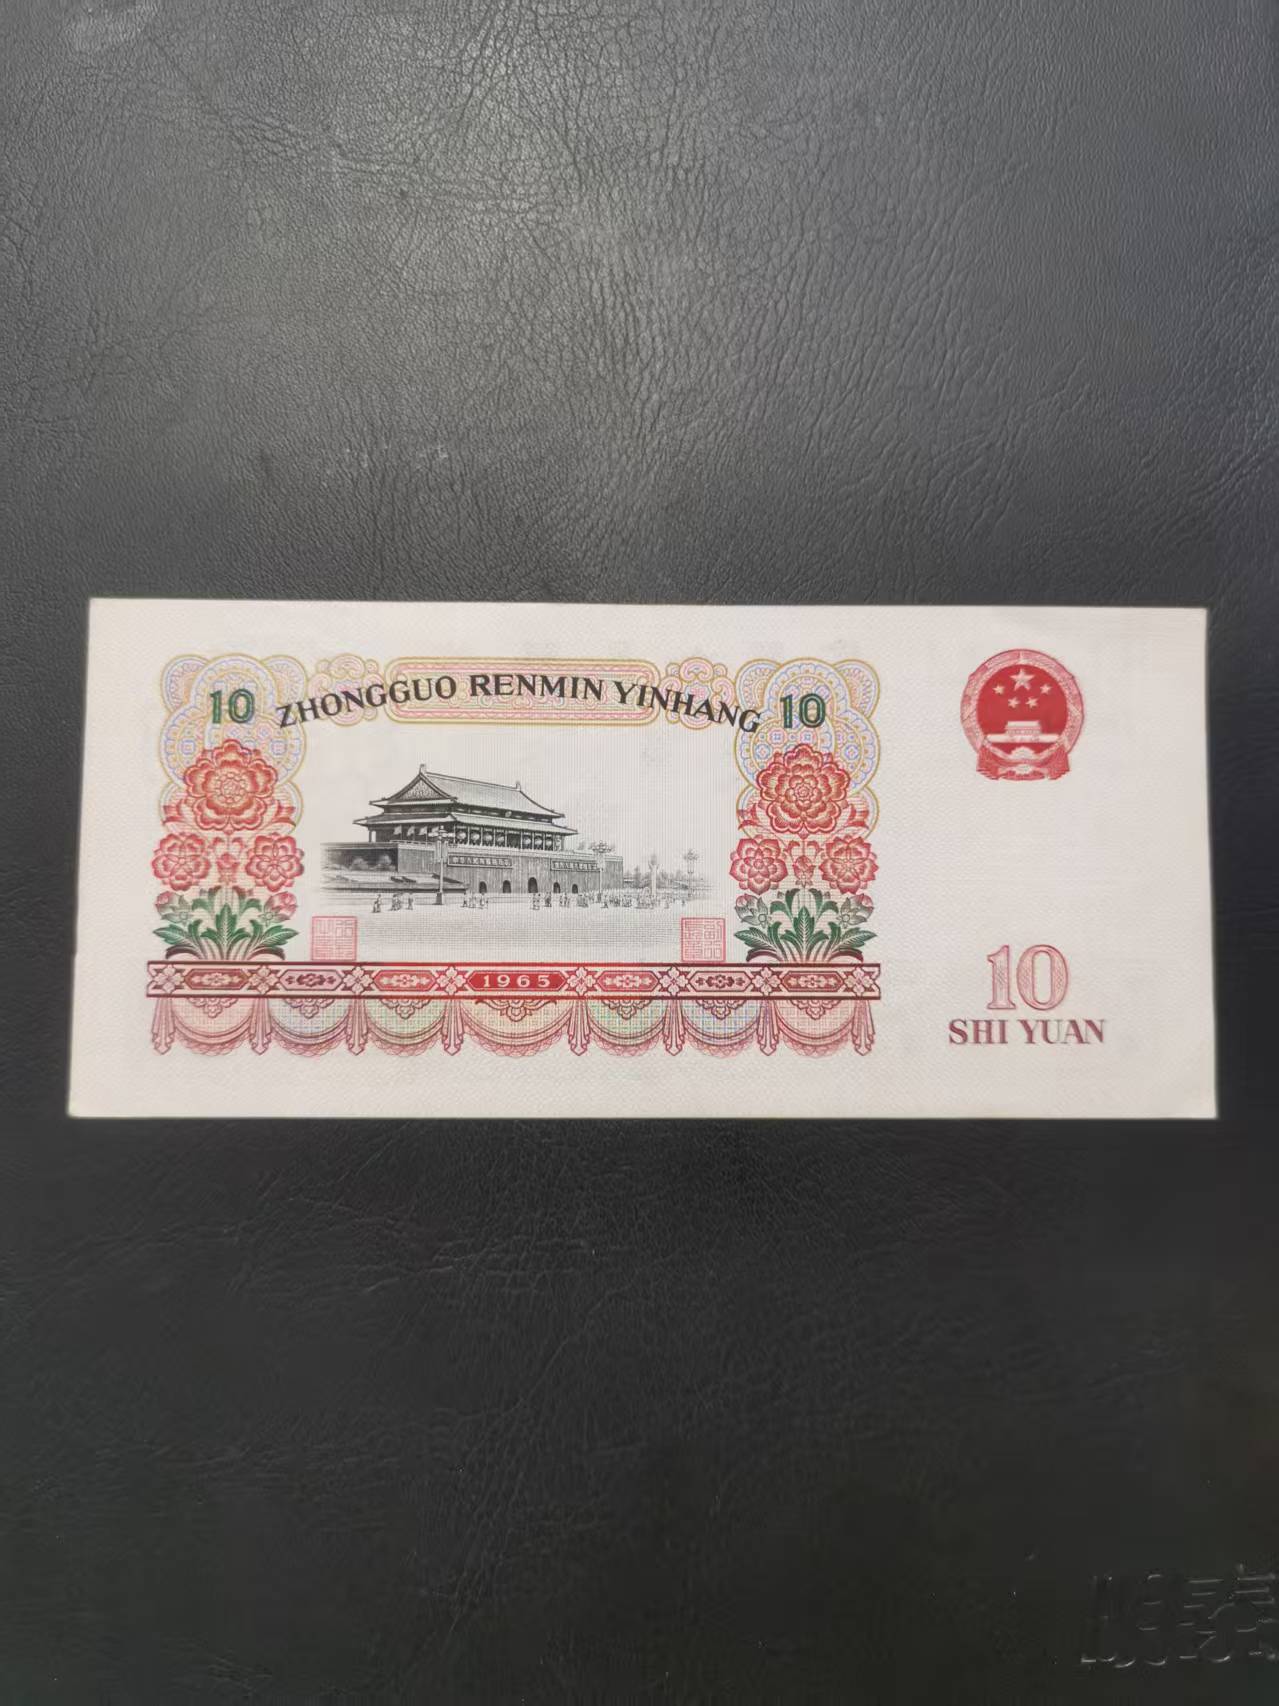 10 ZHONGGUO RENMIN YINHANG 10
1965
10
SHI YUAN